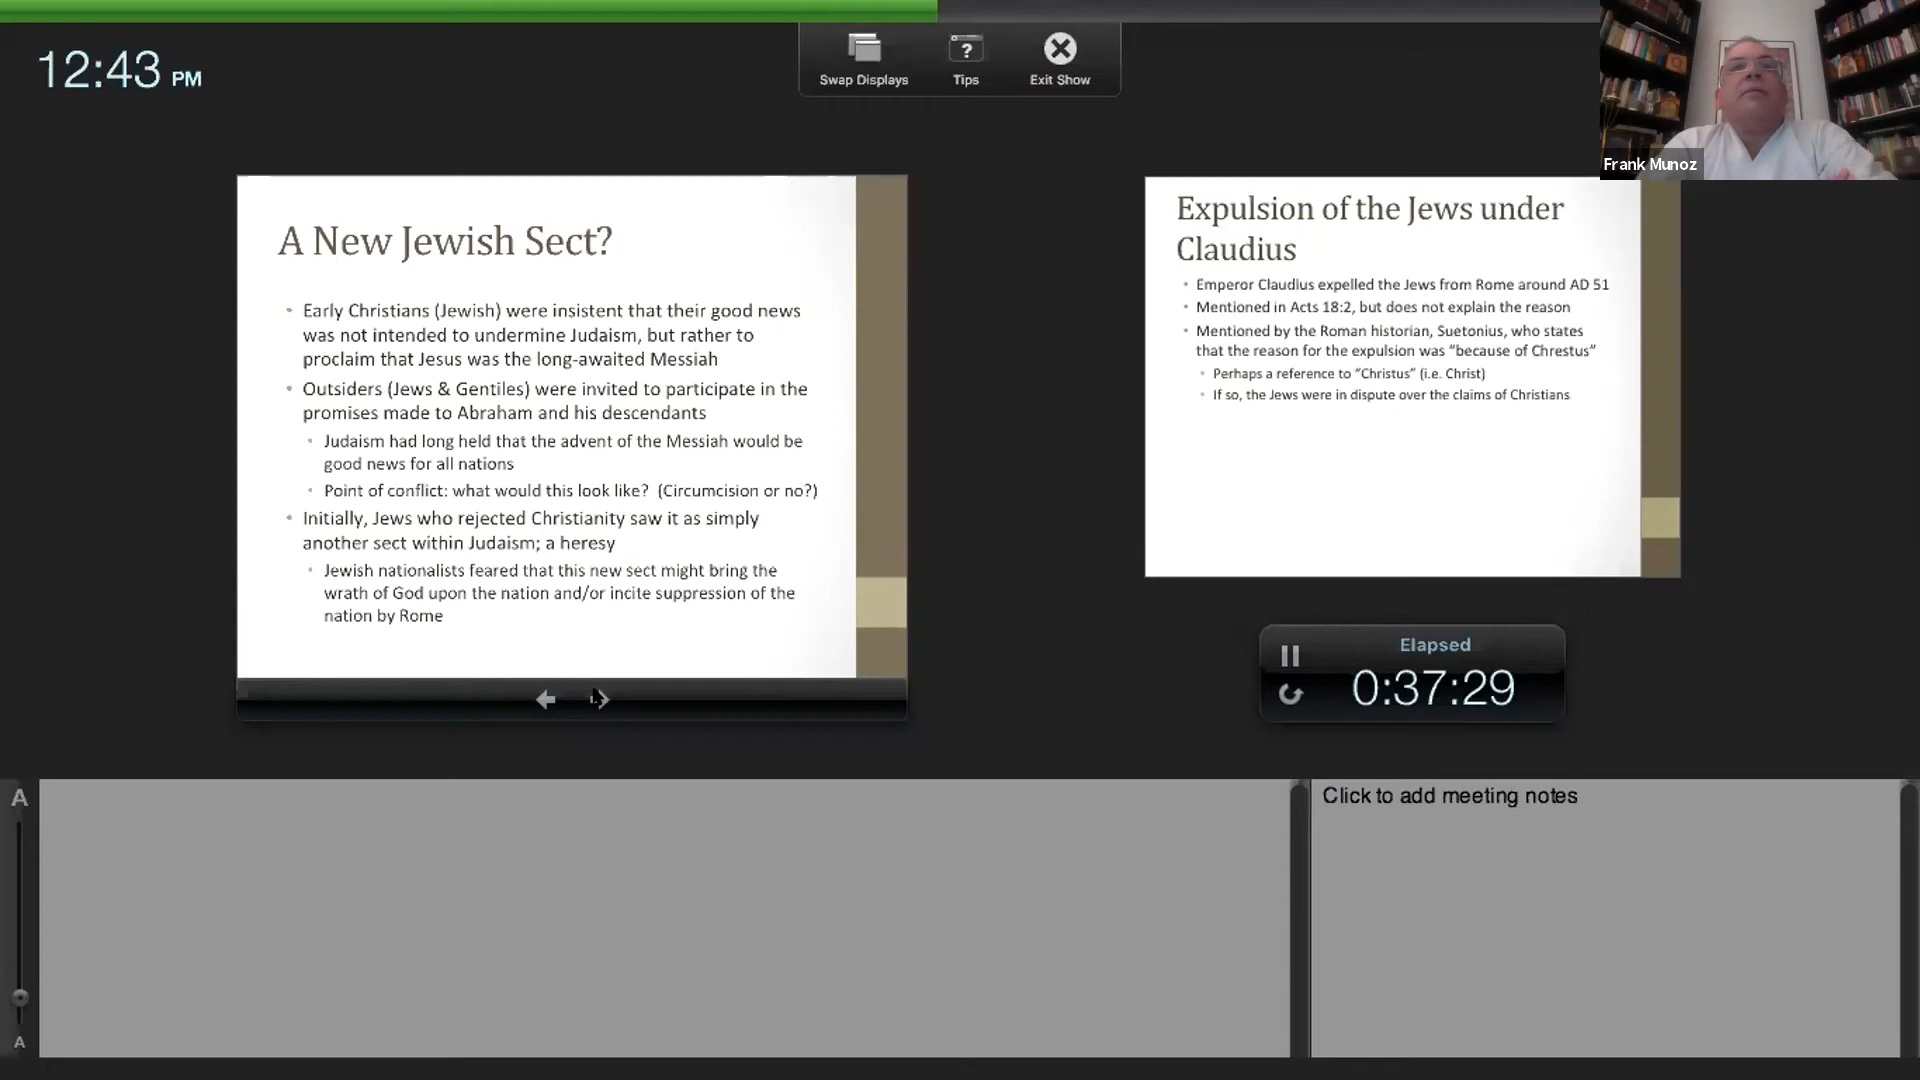 12:43 PM
Swap Displays
Tips
Exit Show
Frank Munoz
A New Jewish Sect?
• Early Christians (Jewish) were insistent that their good news
was not intended to undermine Judaism, but rather to
proclaim that Jesus was the long-awaited Messiah
• Outsiders (Jews & Gentiles) were invited to participate in the
promises made to Abraham and his descendants
• Judaism had long held that the advent of the Messiah would be
good news for all nations
• Point of conflict: what would this look like? (Circumcision or no?)
• Initially, Jews who rejected Christianity saw it as simply
another sect within Judaism; a heresy
• Jewish nationalists feared that this new sect might bring the
wrath of God upon the nation and/or incite suppression of the
nation by Rome
Expulsion of the Jews under
Claudius
• Emperor Claudius expelled the Jews from Rome around AD 51
• Mentioned in Acts 18:2, but does not explain the reason
• Mentioned by the Roman historian, Suetonius, who states
that the reason for the expulsion was “because of Chrestus”
• Perhaps a reference to “Christus” (i.e. Christ)
• If so, the Jews were in dispute over the claims of Christians
Elapsed
0:37:29
A
A
Click to add meeting notes